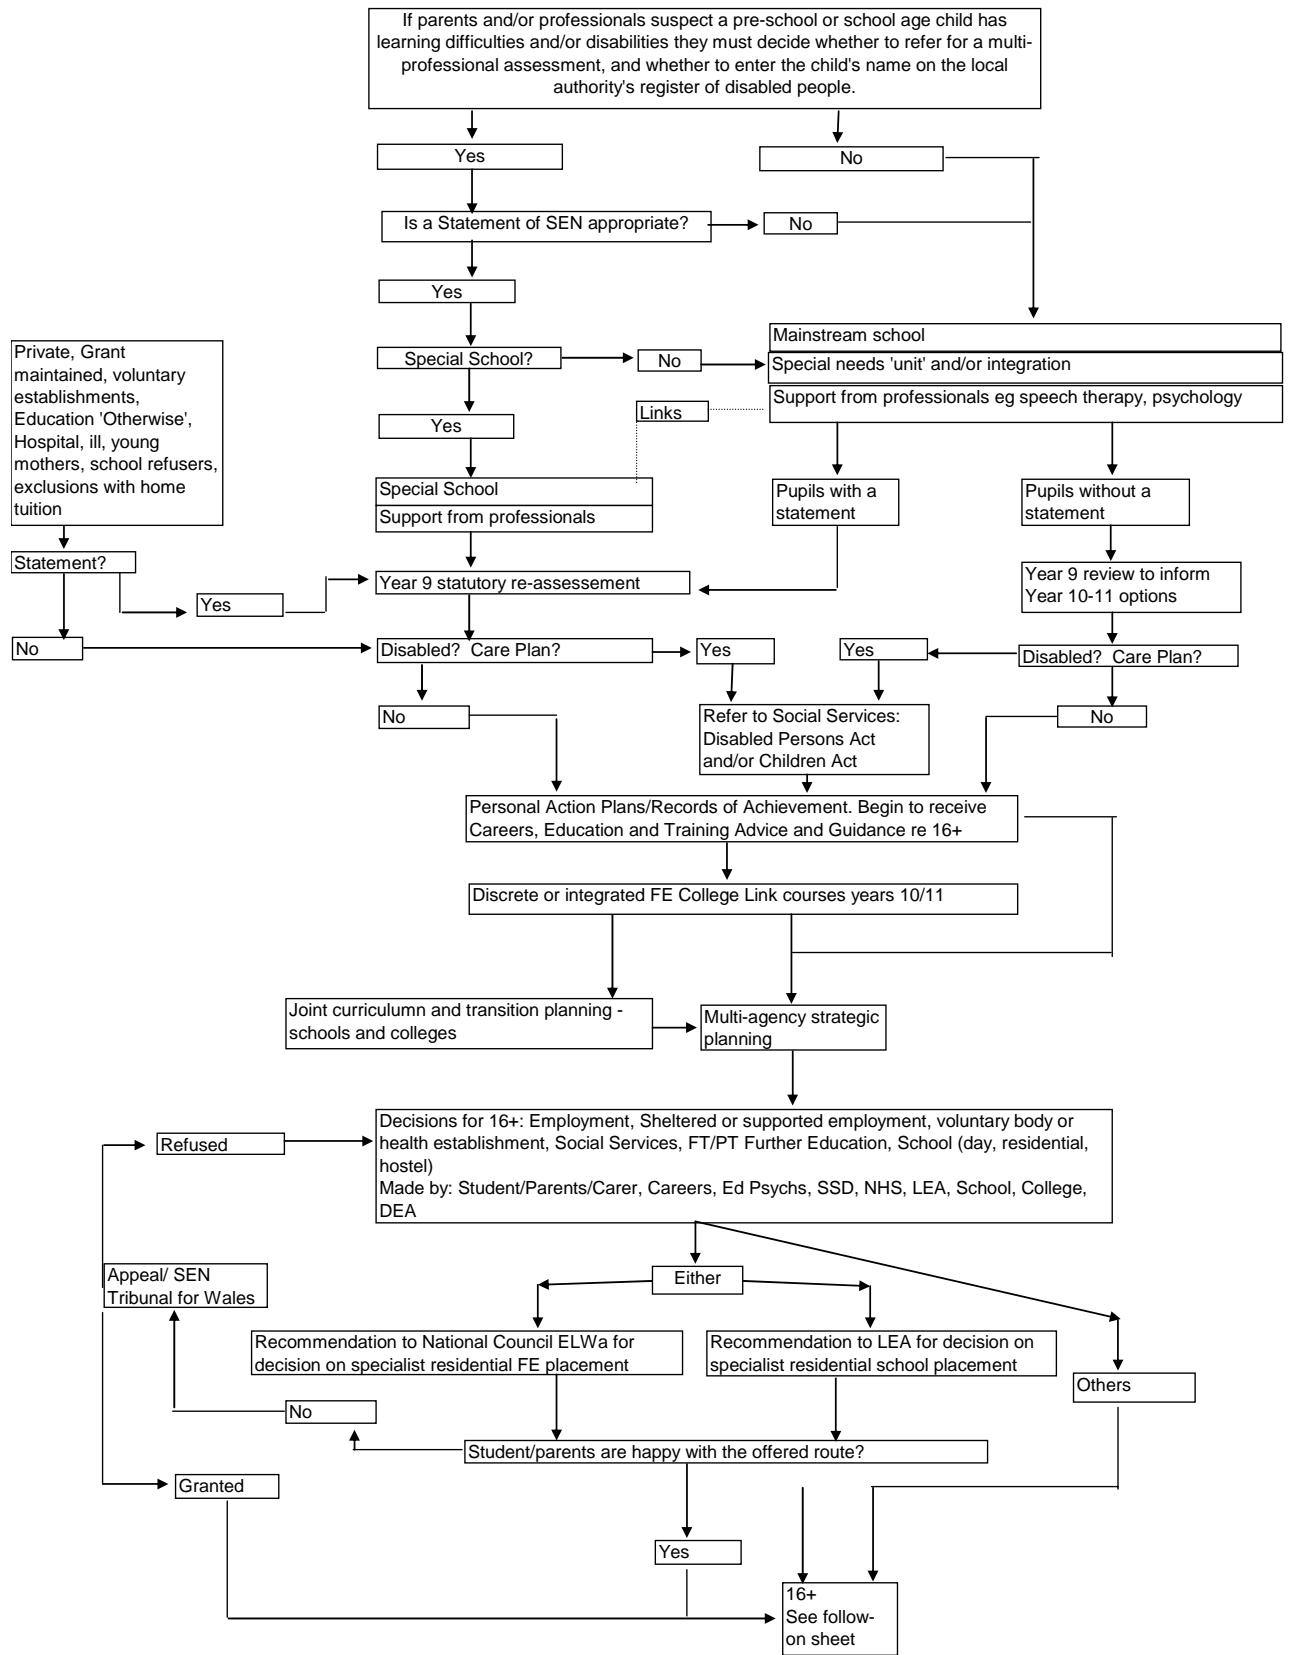 If parents and/or professionals suspect a pre-school or school age child has
learning difficulties and/or disabilities they must decide whether to refer for a multi-
professional assessment, and whether to enter the child's name on the local
authority's register of disabled people.
Yes
No
Is a Statement of SEN appropriate?
No
Yes
Mainstream school
Special needs 'unit' and/or integration
Support from professionals eg speech therapy, psychology
Special School?
No
Links
Yes
Private, Grant
maintained, voluntary
establishments,
Education 'Otherwise',
Hospital, ill, young
mothers, school refusers,
exclusions with home
tuition
Special School
Support from professionals
Pupils with a
statement
Pupils without a
statement
Statement?
Yes
Year 9 statutory re-assessement
Year 9 review to inform
Year 10-11 options
No
Disabled? Care Plan?
Yes
Yes
Disabled? Care Plan?
No
Refer to Social Services:
Disabled Persons Act
and/or Children Act
No
Personal Action Plans/Records of Achievement. Begin to receive
Careers, Education and Training Advice and Guidance re 16+
Discrete or integrated FE College Link courses years 10/11
Joint curriculumn and transition planning -
schools and colleges
Multi-agency strategic
planning
Refused
Decisions for 16+: Employment, Sheltered or supported employment, voluntary body or
health establishment, Social Services, FT/PT Further Education, School (day, residential,
hostel)
Made by: Student/Parents/Carer, Careers, Ed Psychs, SSD, NHS, LEA, School, College,
DEA
Appeal/ SEN
Tribunal for Wales
Either
Recommendation to National Council ELWa for
decision on specialist residential FE placement
Recommendation to LEA for decision on
specialist residential school placement
Others
No
Student/parents are happy with the offered route?
Granted
Yes
16+
See follow-
on sheet